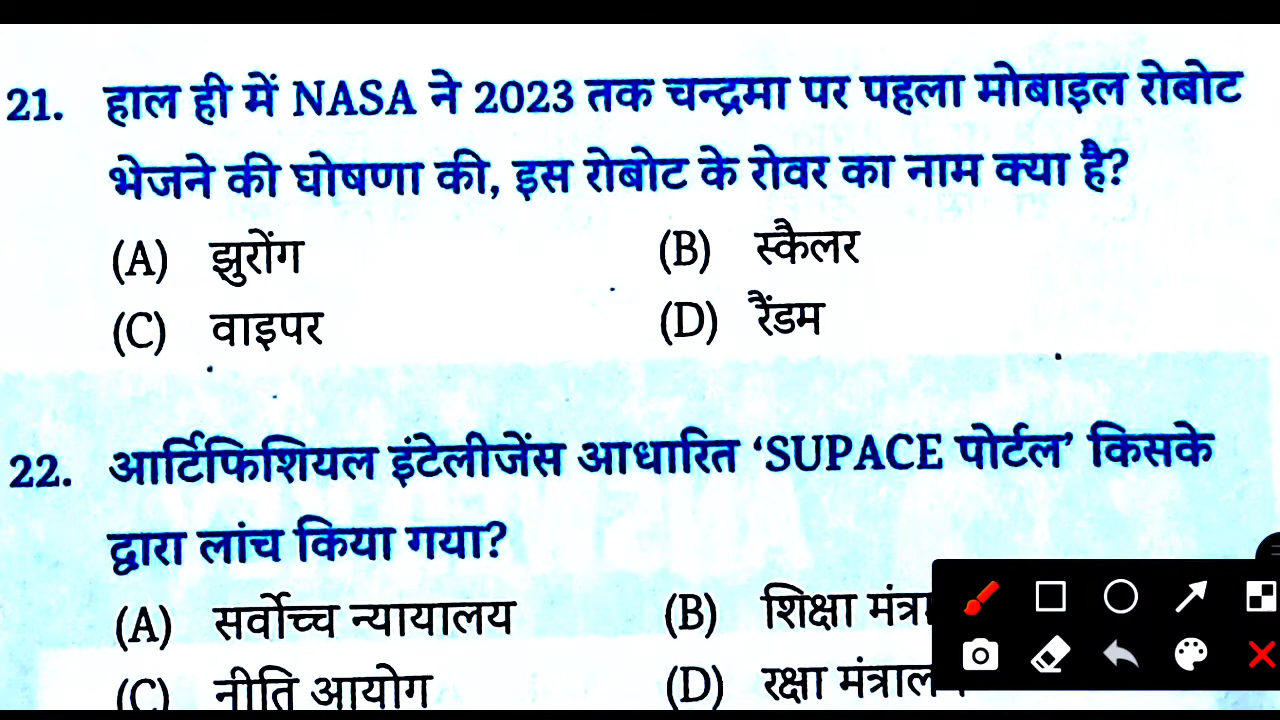 21. हाल ही में NASA ने 2023 तक चन्द्रमा पर पहला मोबाइल रोबोट
भेजने की घोषणा की, इस रोबोट के रोवर का नाम क्या है?
(A) झुरोंग (B) स्कैलर
(C) वाइपर (D) रैंडम
22. आर्टिफिशियल इंटेलीजेंस आधारित ‘SUPACE पोर्टल’ किसके
द्वारा लांच किया गया?
(A) सर्वोच्च न्यायालय (B) शिक्षा
(C) नीति आयोग (D) रक्षा